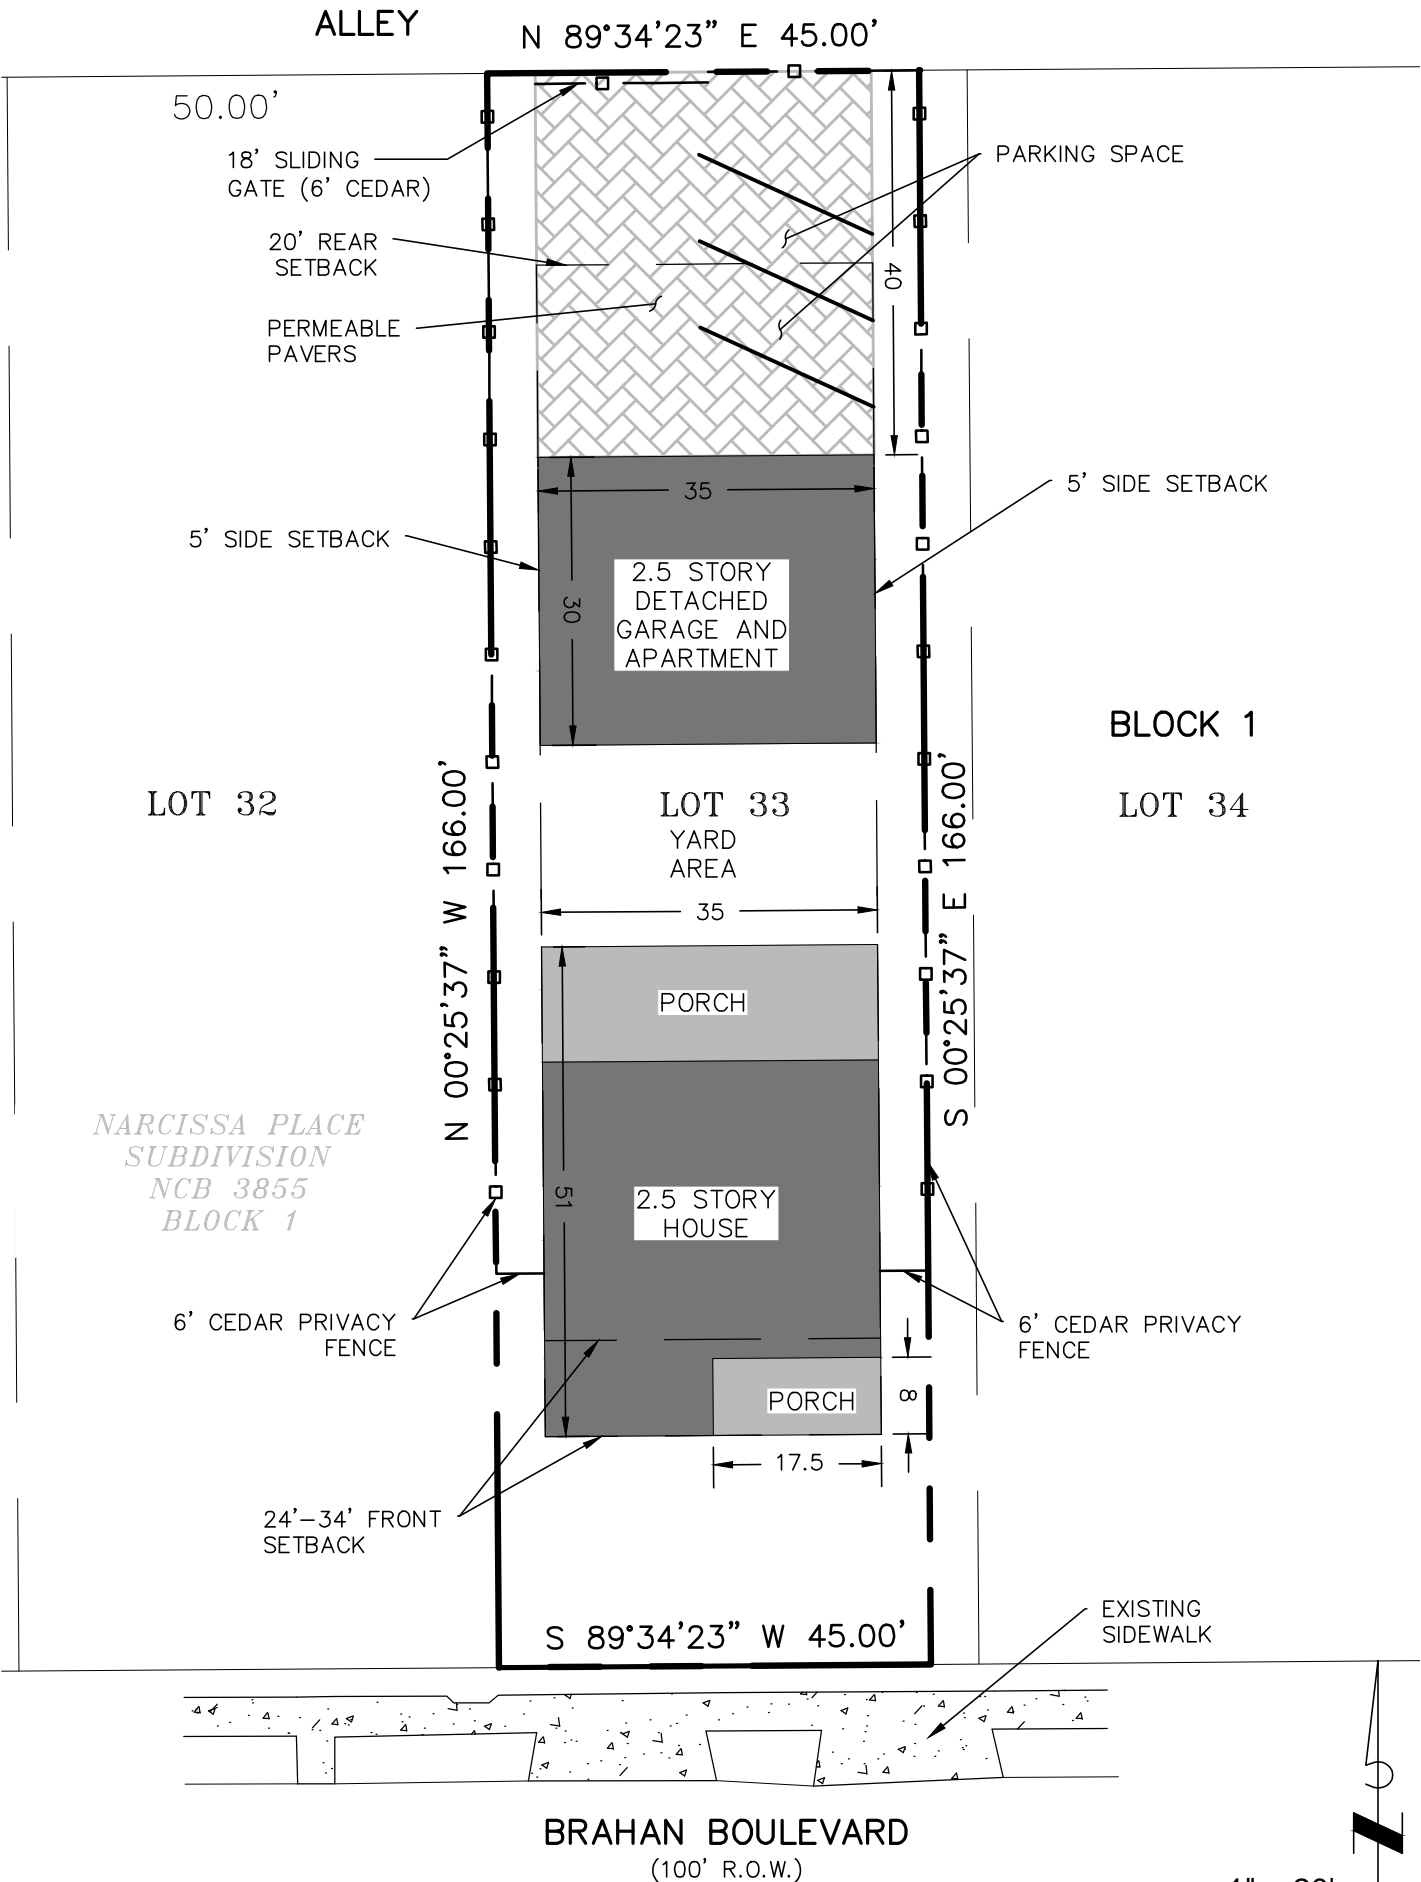 ALLEY
N 89°34'23" E 45.00'
50.00'
18' SLIDING
GATE (6' CEDAR)
PARKING SPACE
20' REAR
SETBACK
40
PERMEABLE
PAVERS
35
5' SIDE SETBACK
5' SIDE SETBACK
2.5 STORY
DETACHED
GARAGE AND
APARTMENT
30
BLOCK 1
LOT 32
LOT 33
LOT 34
YARD
AREA
N 00°25'37" W 166.00'
S 00°25'37" E 166.00'
35
PORCH
NARCISSA PLACE
SUBDIVISION
NCB 3855
BLOCK 1
51
2.5 STORY
HOUSE
6' CEDAR PRIVACY
FENCE
6' CEDAR PRIVACY
FENCE
PORCH
8
17.5
24'-34' FRONT
SETBACK
EXISTING
SIDEWALK
S 89°34'23" W 45.00'
BRAHAN BOULEVARD
(100' R.O.W.)
N